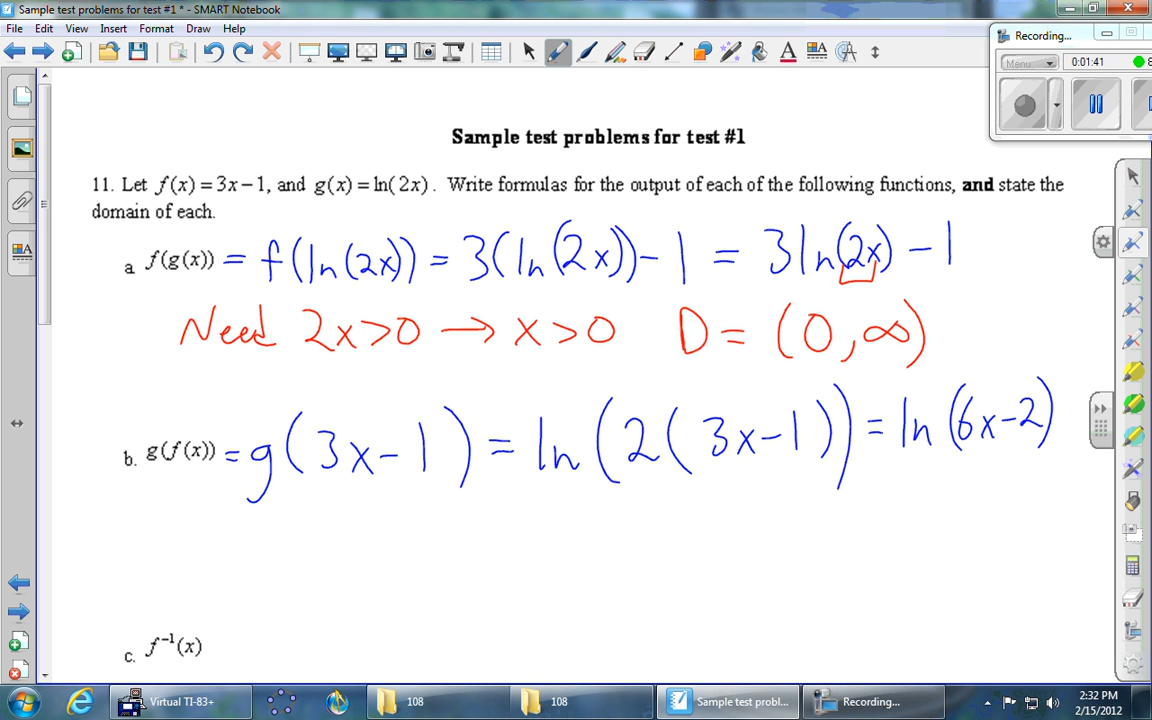 Sample test problems for test #1 * - SMART Notebook
File Edit View Insert Format Draw Help
Recording...
Menu 0:01:41 8
Sample test problems for test #1
11. Let f(x) = 3x − 1, and g(x) = ln(2x). Write formulas for the output of each of the following functions, and state the
domain of each.
a f(g(x)) = f(ln(2x)) = 3(ln(2x)) − 1 = 3 ln(2x) − 1
Need 2x > 0 → x > 0 D = (0, ∞)
b. g(f(x)) = g(3x − 1) = ln(2(3x − 1)) = ln(6x − 2)
c. f⁻¹(x)
Virtual TI-83+ 108 108 Sample test probl... Recording... 2:32 PM
2/15/2012